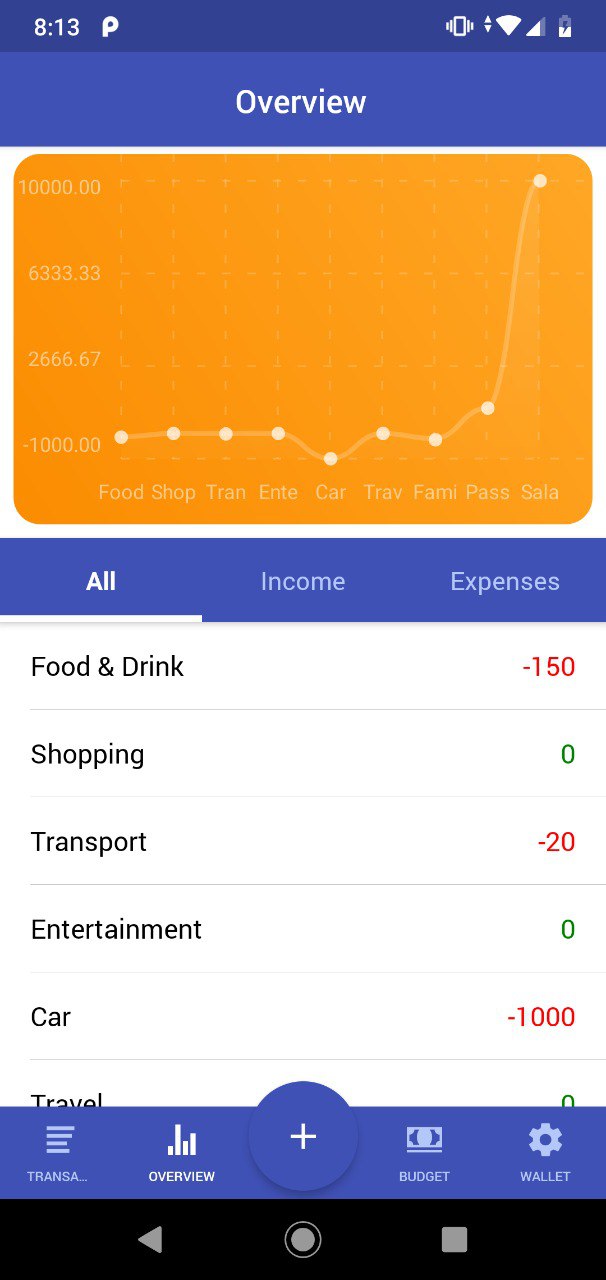 8:13
Overview
10000.00
6333.33
2666.67
-1000.00
Food Shop Tran Ente Car Trav Fami Pass Sala
All Income Expenses
Food & Drink -150
Shopping 0
Transport -20
Entertainment 0
Car -1000
Travel 0
+
TRANSA... OVERVIEW BUDGET WALLET